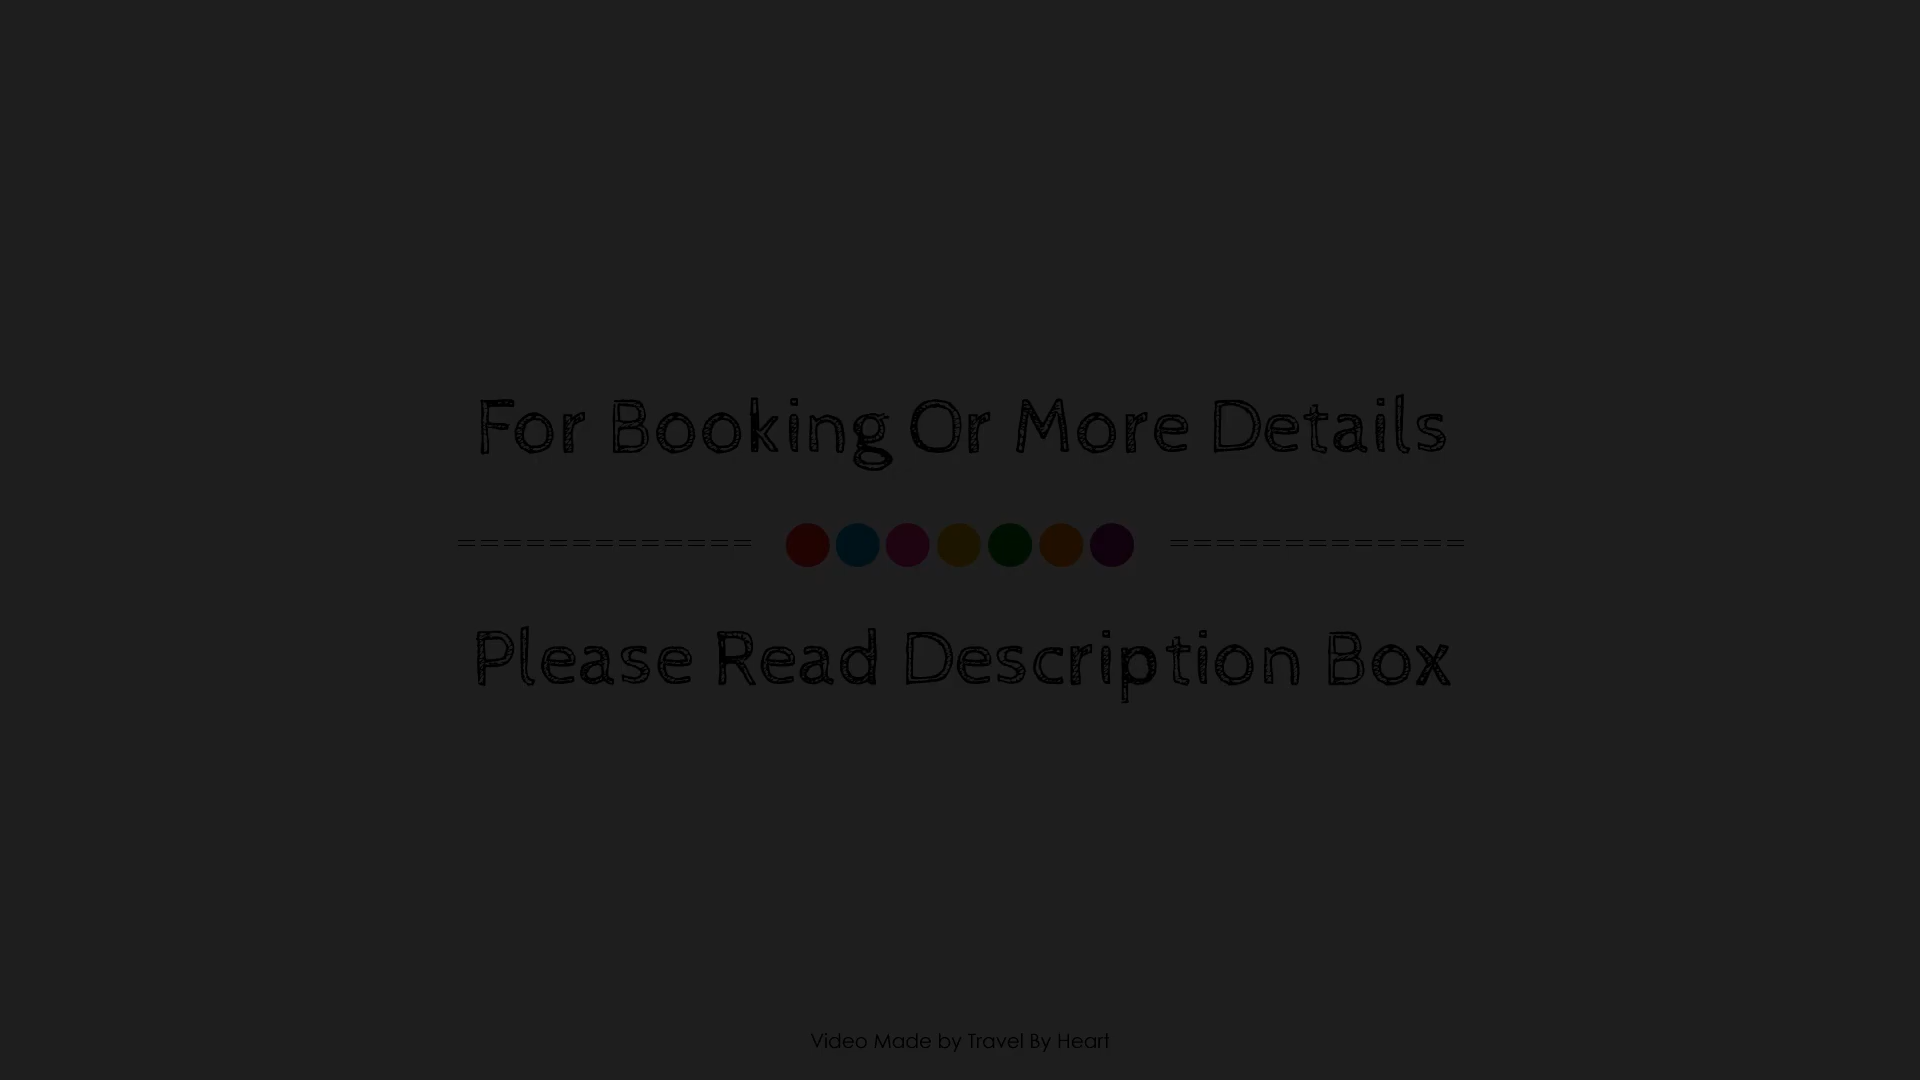 For Booking Or More Details
============= =============
Please Read Description Box
Video Made by Travel By Heart